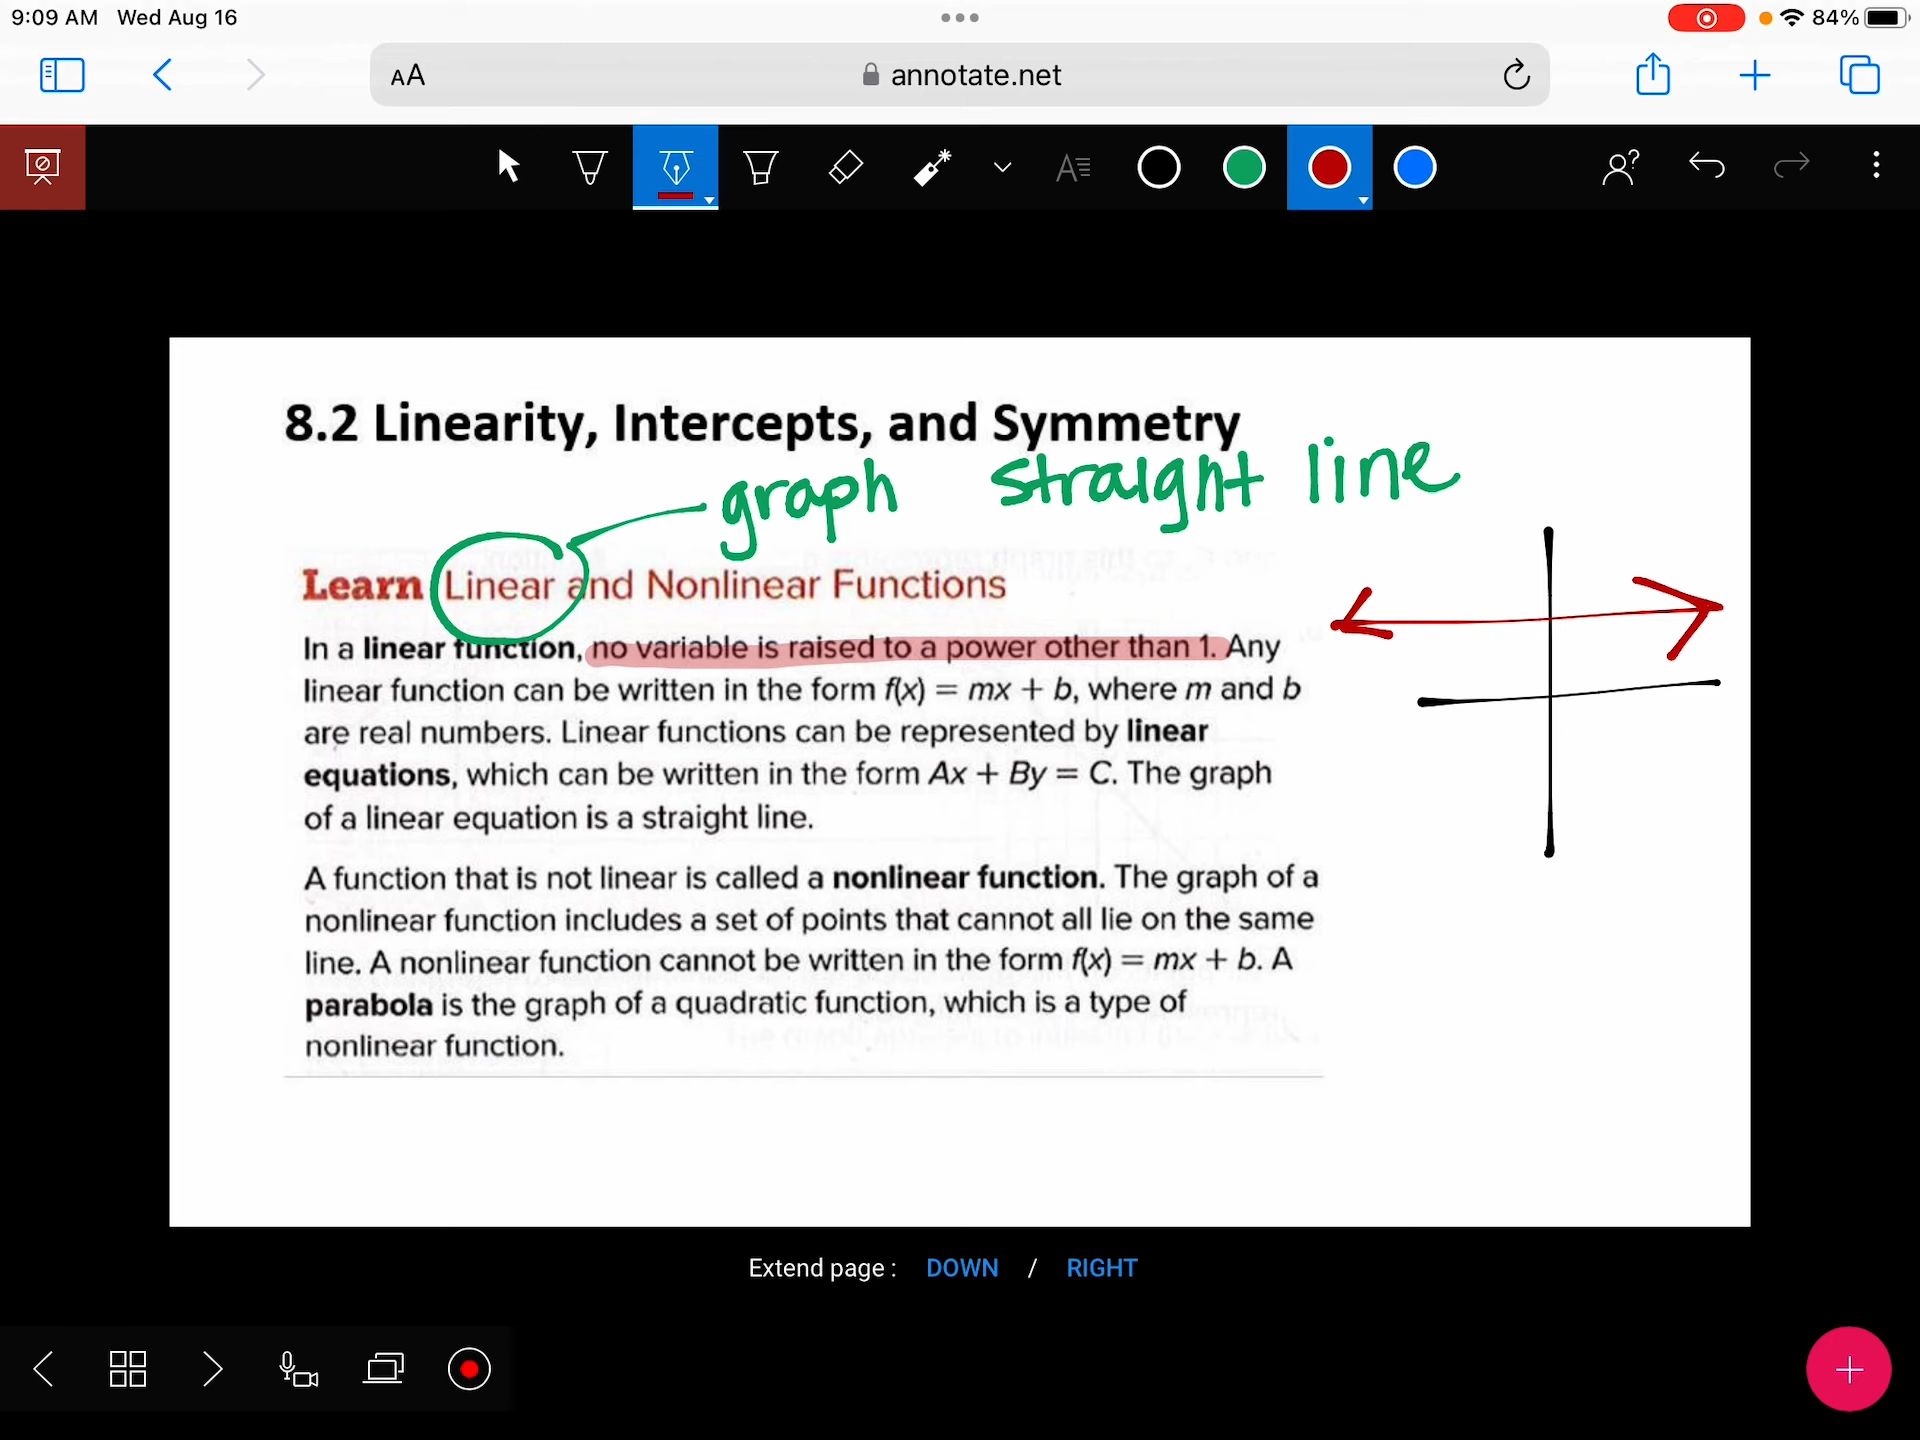 9:09 AM Wed Aug 16
84%
AA
annotate.net
8.2 Linearity, Intercepts, and Symmetry
graph straight line
Learn Linear and Nonlinear Functions
In a linear function, no variable is raised to a power other than 1. Any
linear function can be written in the form f(x) = mx + b, where m and b
are real numbers. Linear functions can be represented by linear
equations, which can be written in the form Ax + By = C. The graph
of a linear equation is a straight line.
A function that is not linear is called a nonlinear function. The graph of a
nonlinear function includes a set of points that cannot all lie on the same
line. A nonlinear function cannot be written in the form f(x) = mx + b. A
parabola is the graph of a quadratic function, which is a type of
nonlinear function.
Extend page : DOWN / RIGHT